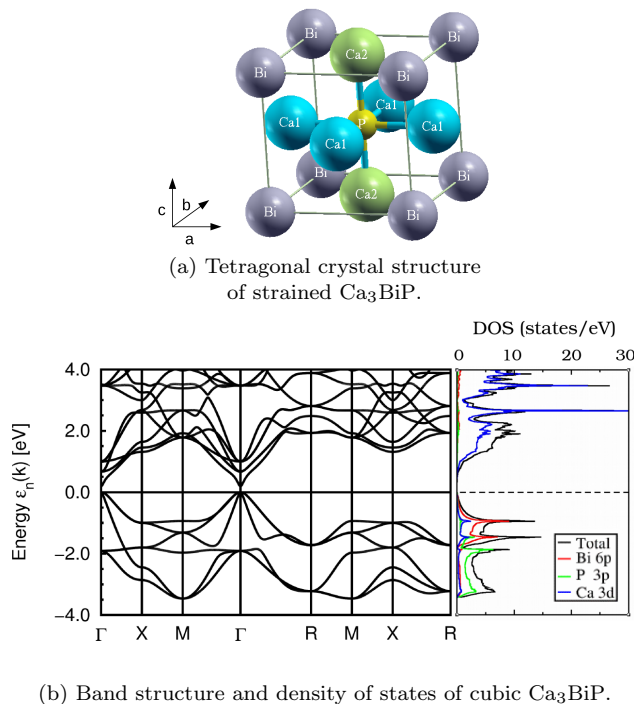 Bi
Bi
Ca2
Bi
Bi
Ca1
Ca1
P
Ca1
Ca1
Bi
Bi
Ca2
Bi
Bi
c
b
a
(a) Tetragonal crystal structure
of strained Ca₃BiP.
DOS (states/eV)
0 10 20 30
4.0
2.0
0.0
−2.0
−4.0
Energy εₙ(k) [eV]
Γ X M Γ R M X R
Total
Bi 6p
P 3p
Ca 3d
(b) Band structure and density of states of cubic Ca₃BiP.